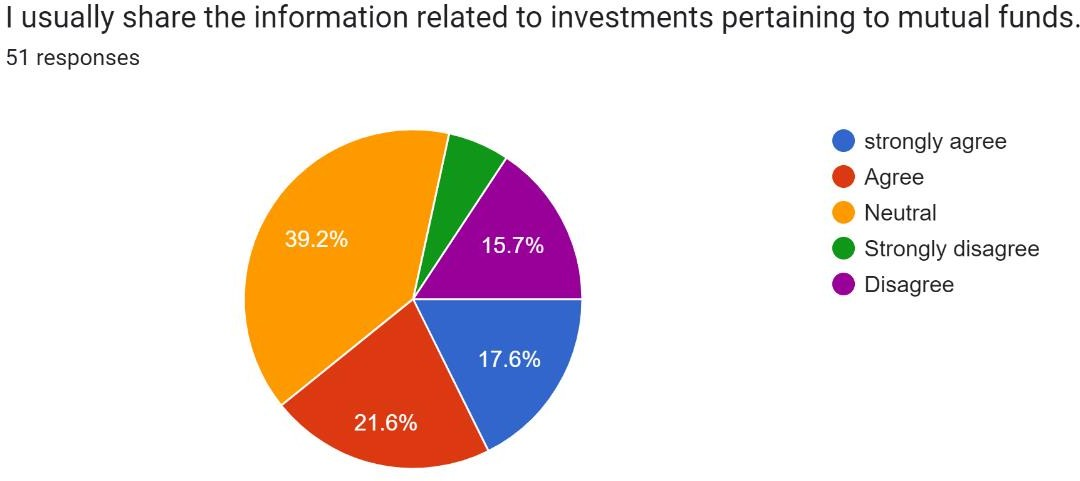 I usually share the information related to investments pertaining to mutual funds.
51 responses
39.2%
15.7%
17.6%
21.6%
strongly agree
Agree
Neutral
Strongly disagree
Disagree